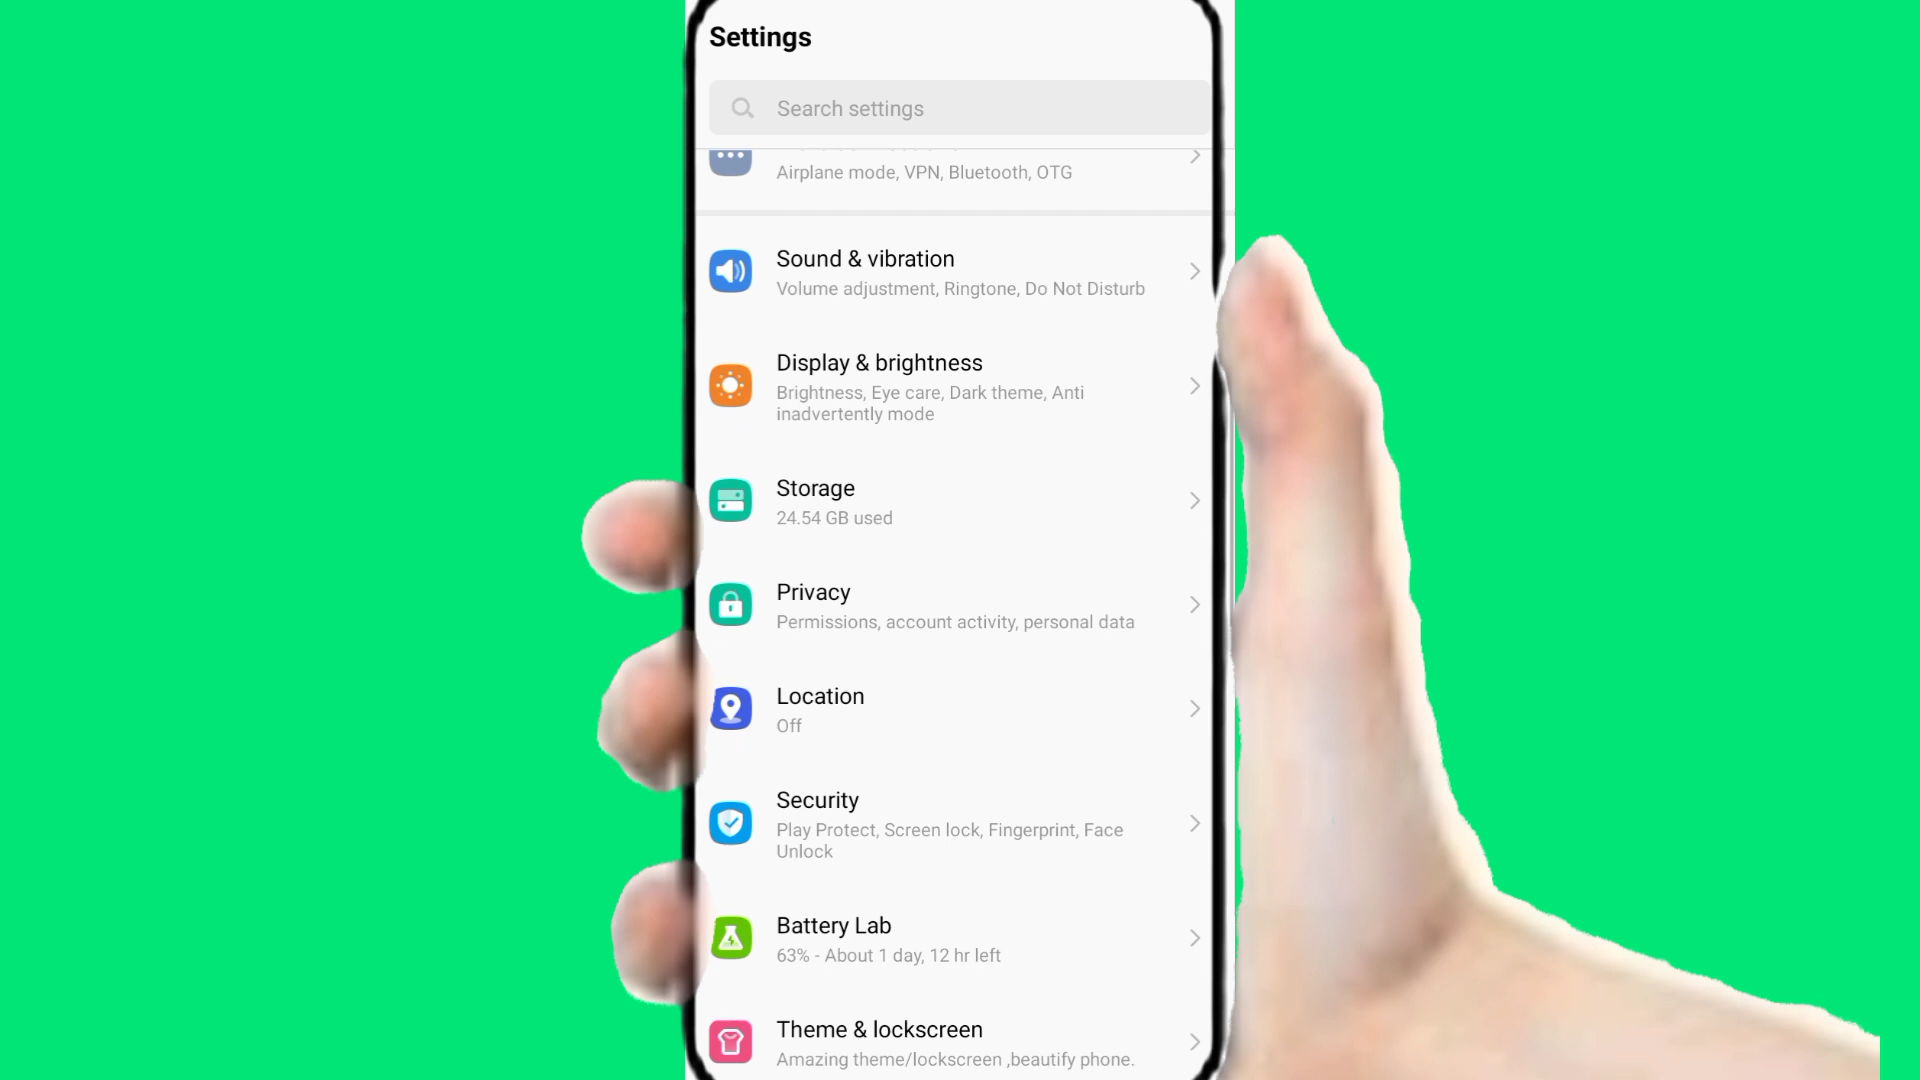 Settings
Search settings
Airplane mode, VPN, Bluetooth, OTG
Sound & vibration
Volume adjustment, Ringtone, Do Not Disturb
Display & brightness
Brightness, Eye care, Dark theme, Anti
inadvertently mode
Storage
24.54 GB used
Privacy
Permissions, account activity, personal data
Location
Off
Security
Play Protect, Screen lock, Fingerprint, Face
Unlock
Battery Lab
63% - About 1 day, 12 hr left
Theme & lockscreen
Amazing theme/lockscreen ,beautify phone.